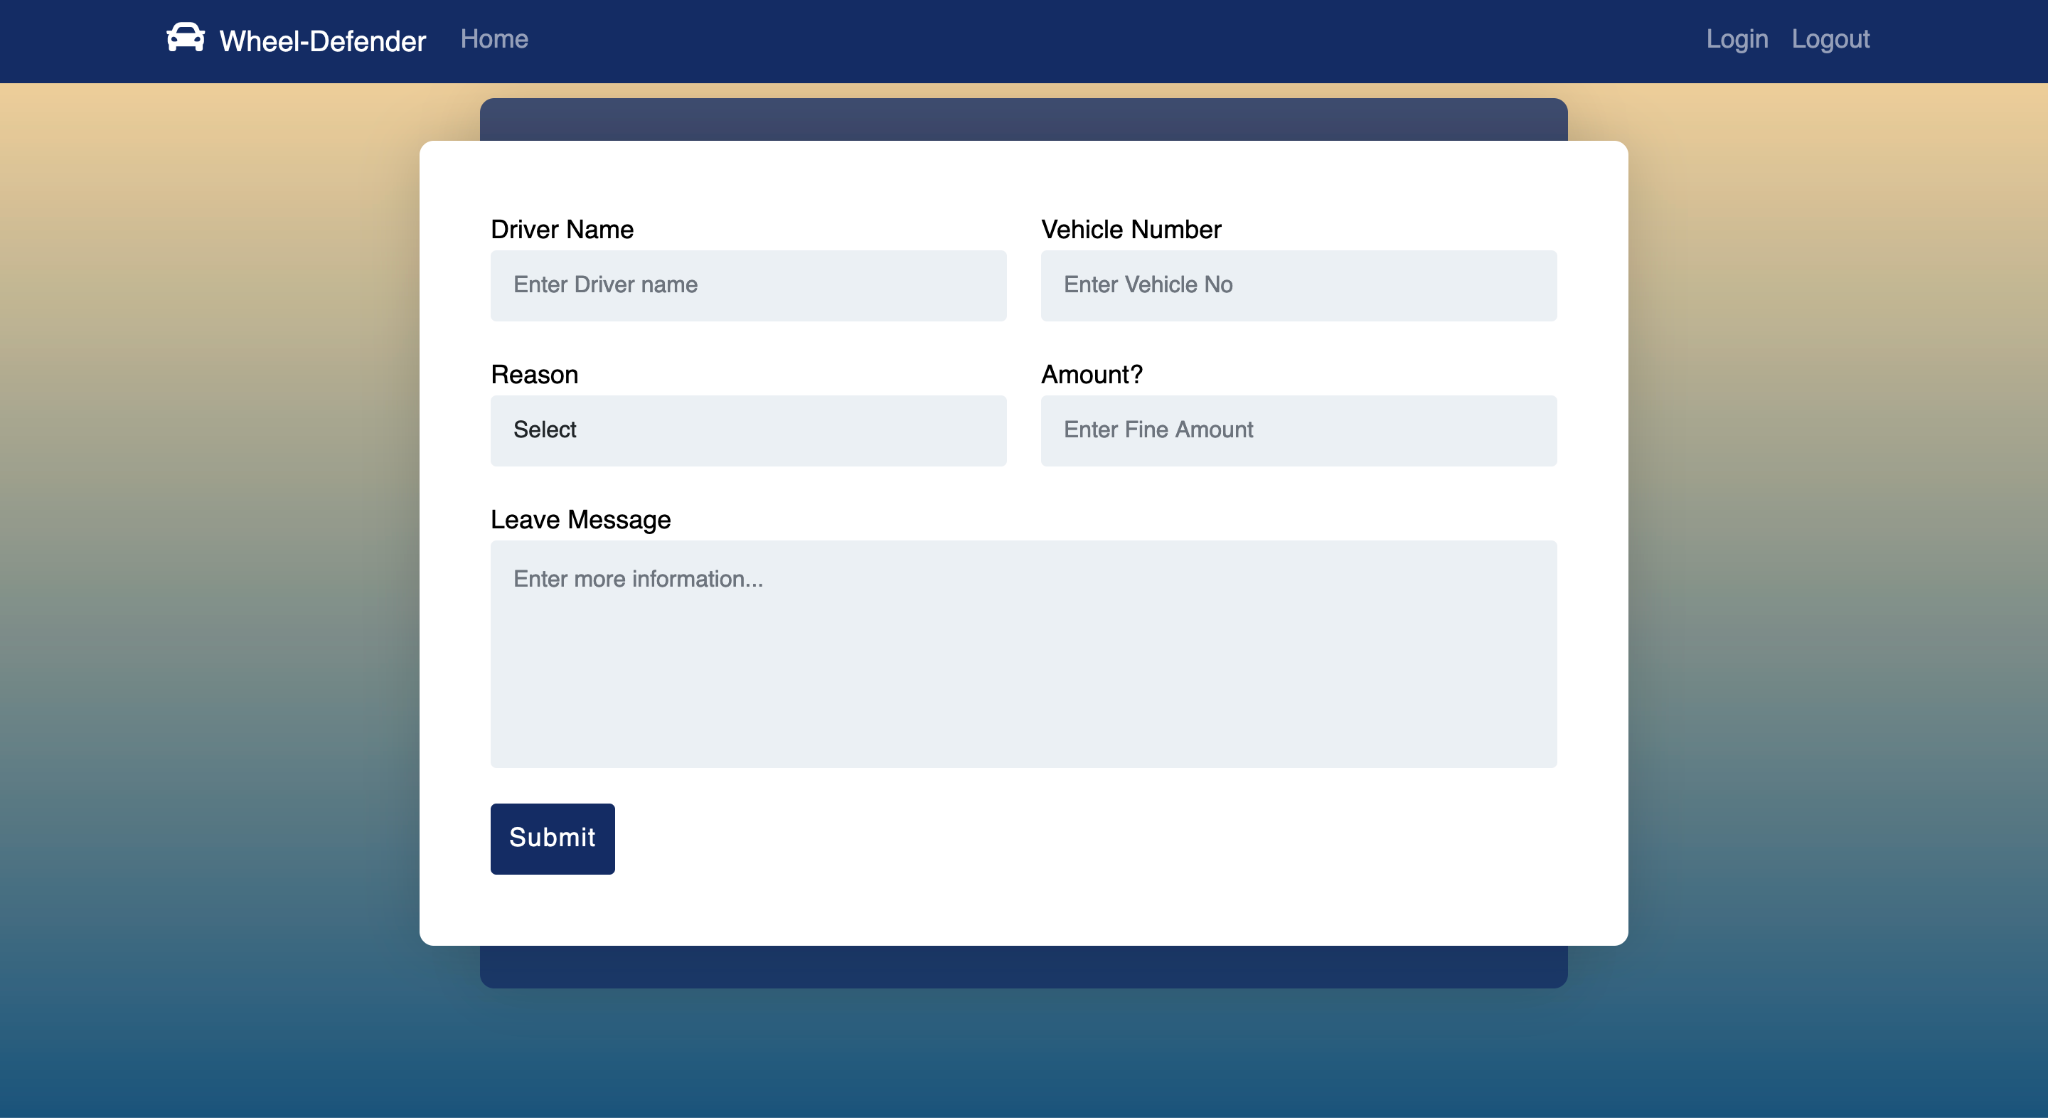 Wheel-Defender Home Login Logout
Driver Name
Vehicle Number
Enter Driver name
Enter Vehicle No
Reason
Amount?
Select
Enter Fine Amount
Leave Message
Enter more information...
Submit